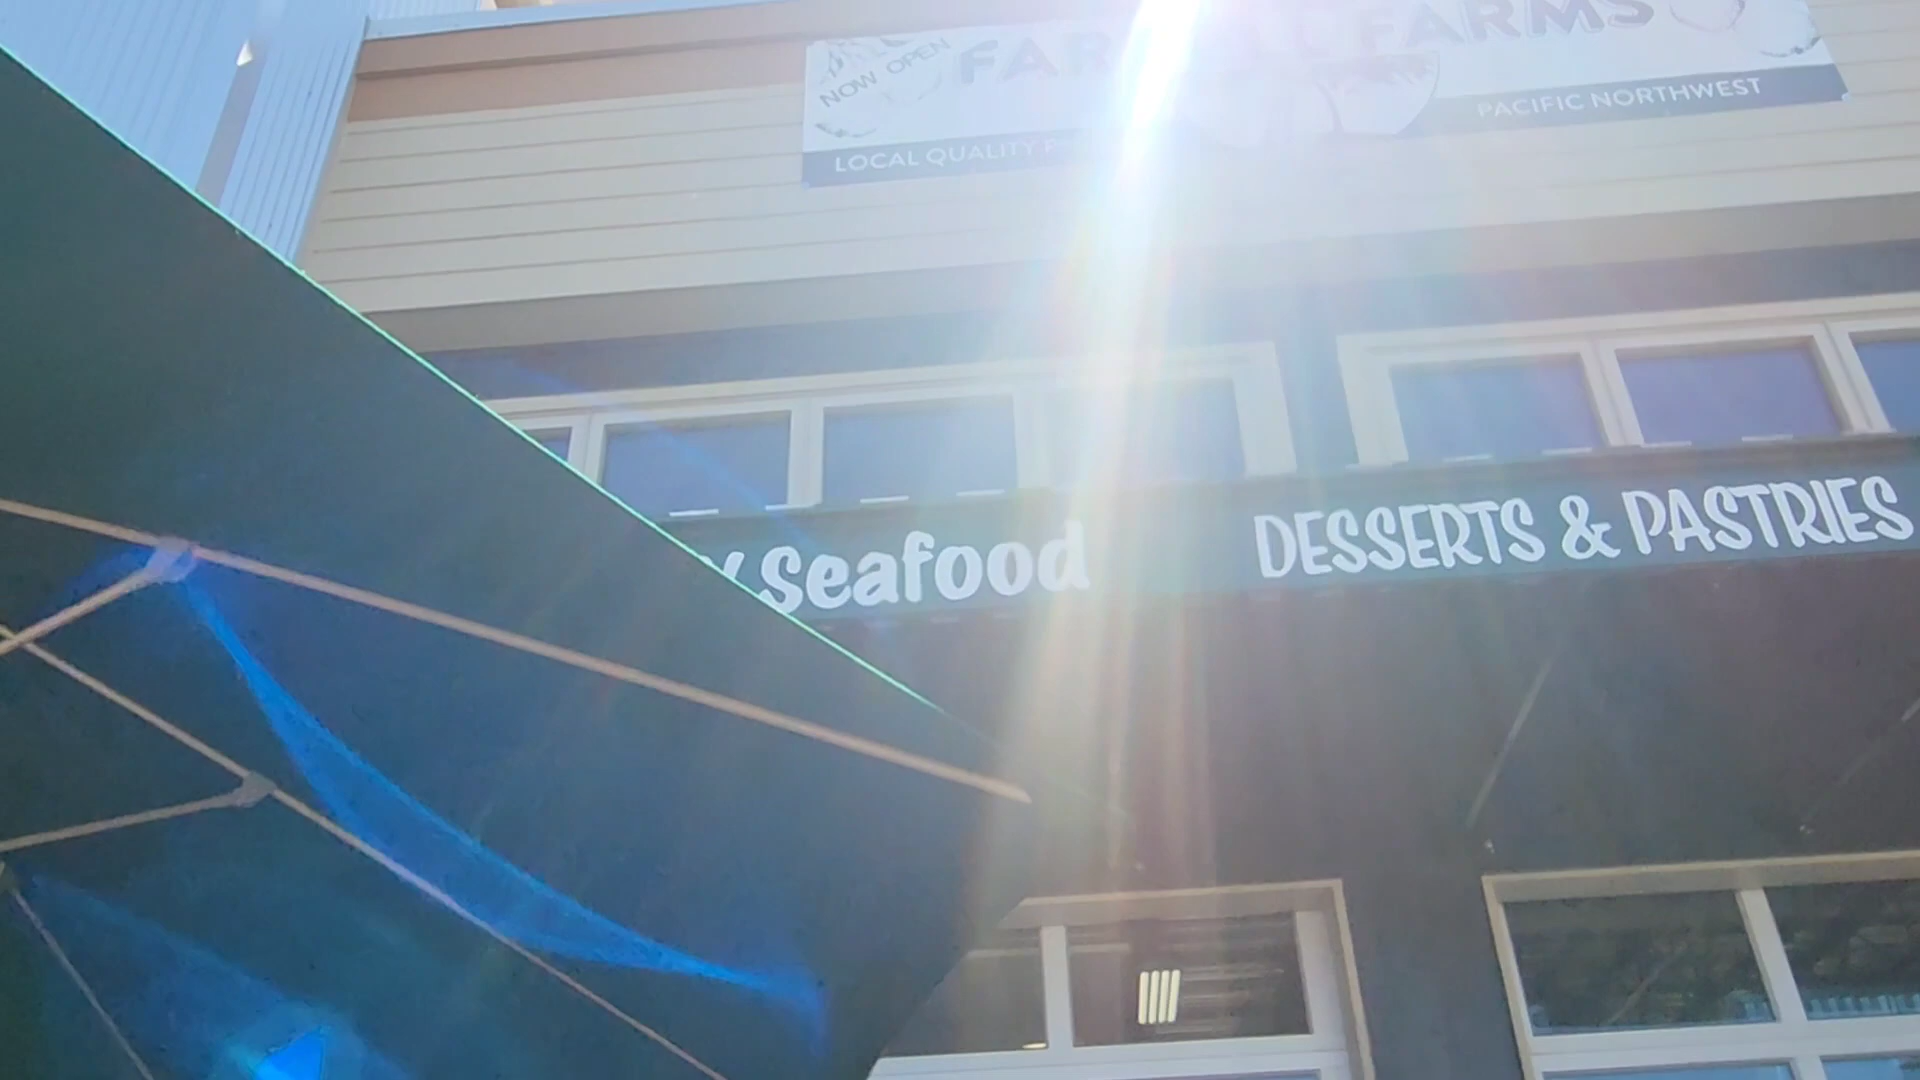 NOW OPEN
FARMS
LOCAL QUALITY
PACIFIC NORTHWEST
Seafood
DESSERTS & PASTRIES